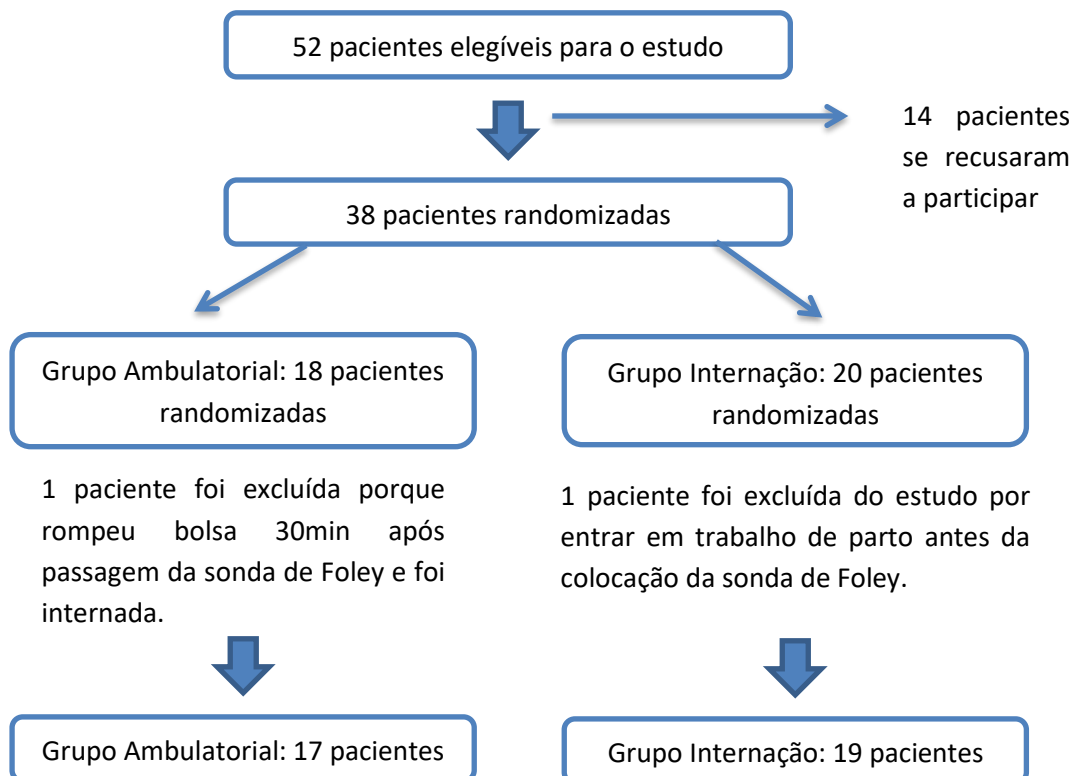 52 pacientes elegíveis para o estudo
14 pacientes
se recusaram
a participar
38 pacientes randomizadas
Grupo Ambulatorial: 18 pacientes
randomizadas
Grupo Internação: 20 pacientes
randomizadas
1 paciente foi excluída porque
rompeu bolsa 30min após
passagem da sonda de Foley e foi
internada.
1 paciente foi excluída do estudo por
entrar em trabalho de parto antes da
colocação da sonda de Foley.
Grupo Ambulatorial: 17 pacientes
Grupo Internação: 19 pacientes